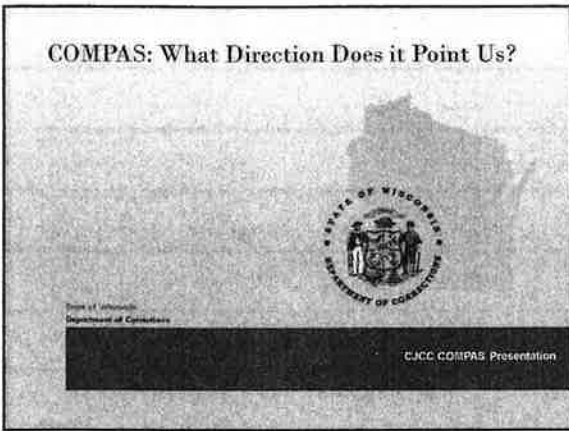 COMPAS: What Direction Does it Point Us?
STATE OF WISCONSIN
DEPARTMENT OF CORRECTIONS
State of Wisconsin
Department of Corrections
CJCC COMPAS Presentation